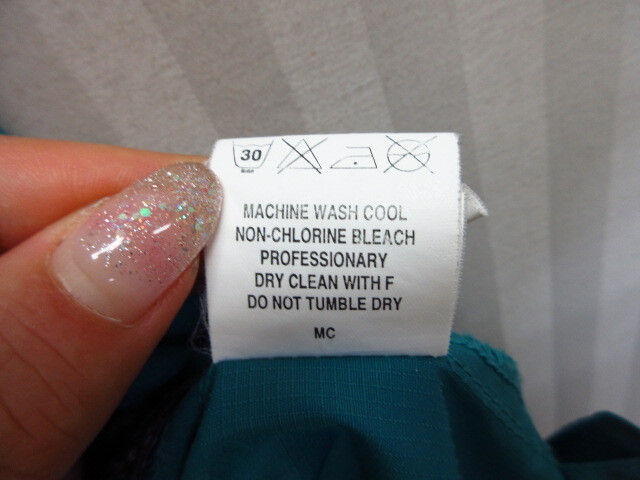 30
MACHINE WASH COOL
NON-CHLORINE BLEACH
PROFESSIONARY
DRY CLEAN WITH F
DO NOT TUMBLE DRY
MC